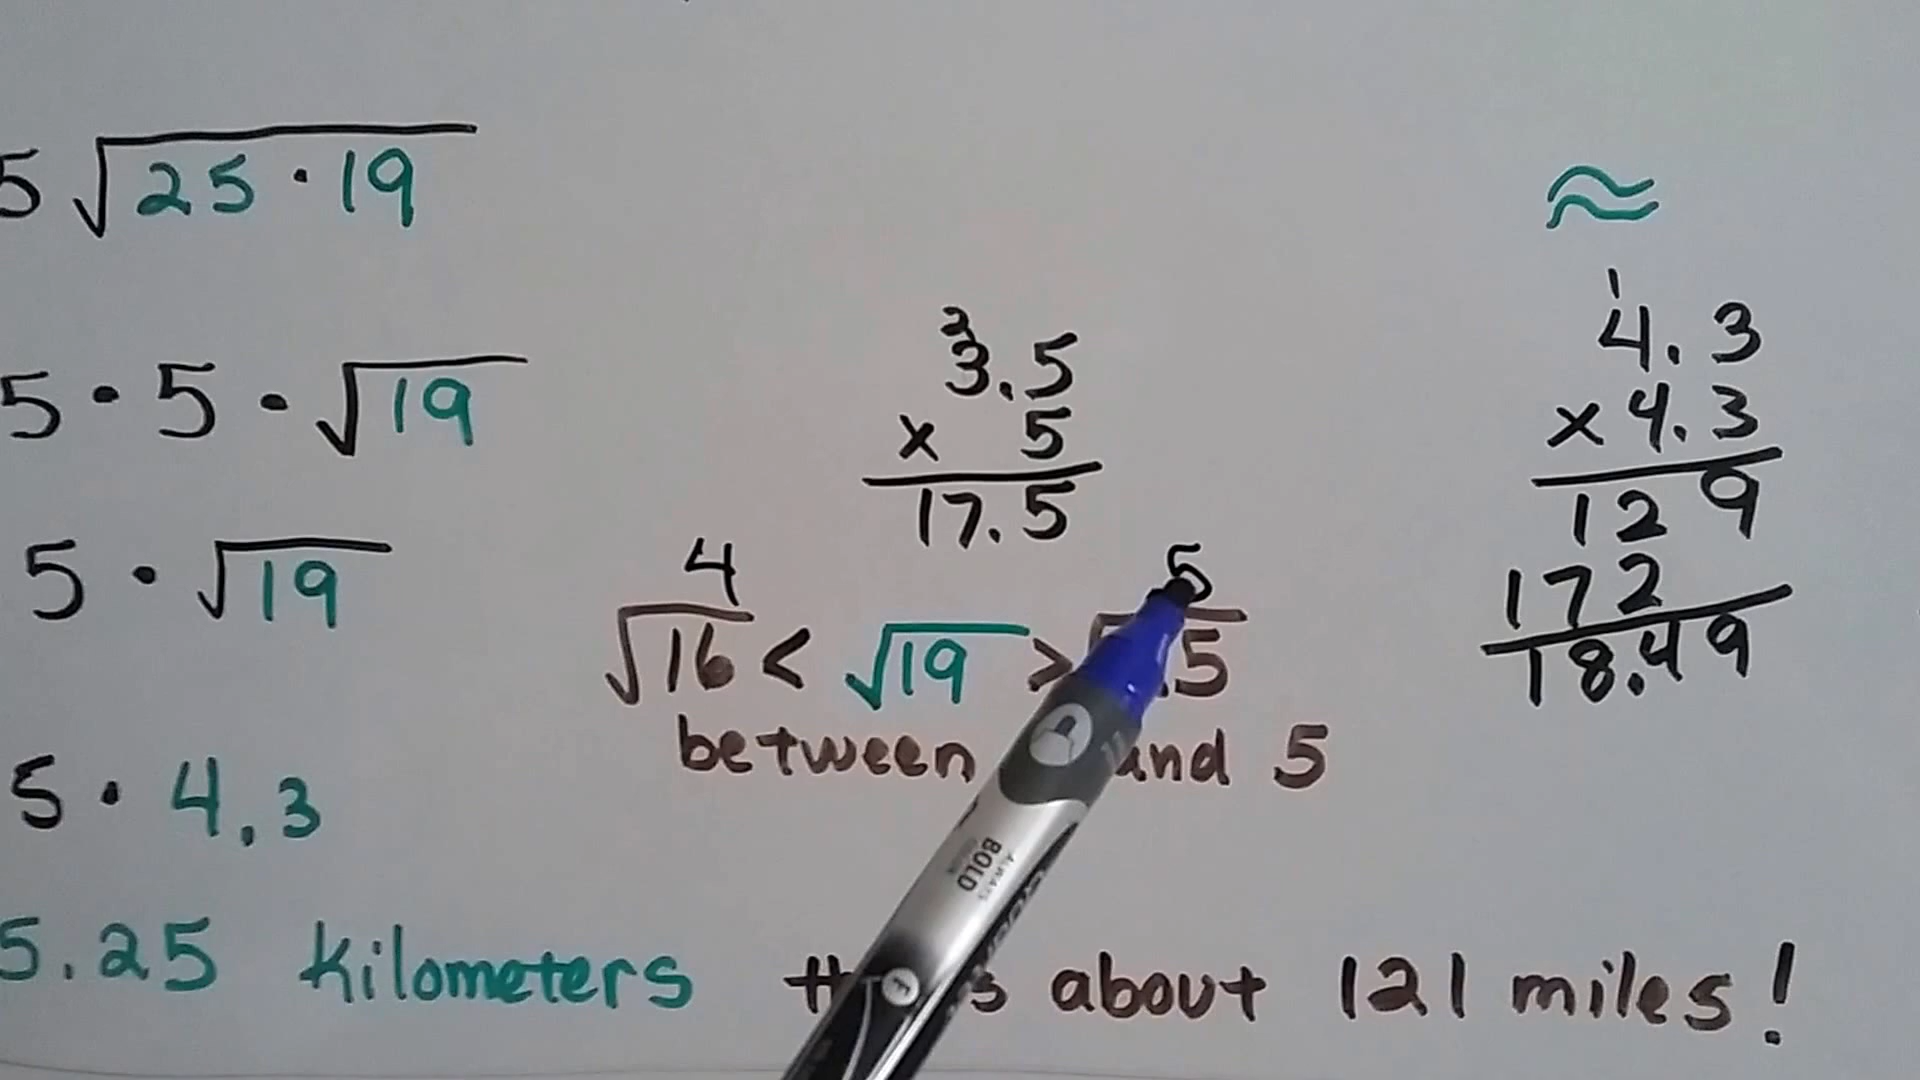 5√25·19
≈
5·5·√19
2
3.5
x 5
17.5
1
4.3
x 4.3
129
172
18.49
5·√19
4 5
√16 < √19 > 5
between and 5
5·4.3
5.25 kilometers
about 121 miles!
BOLD